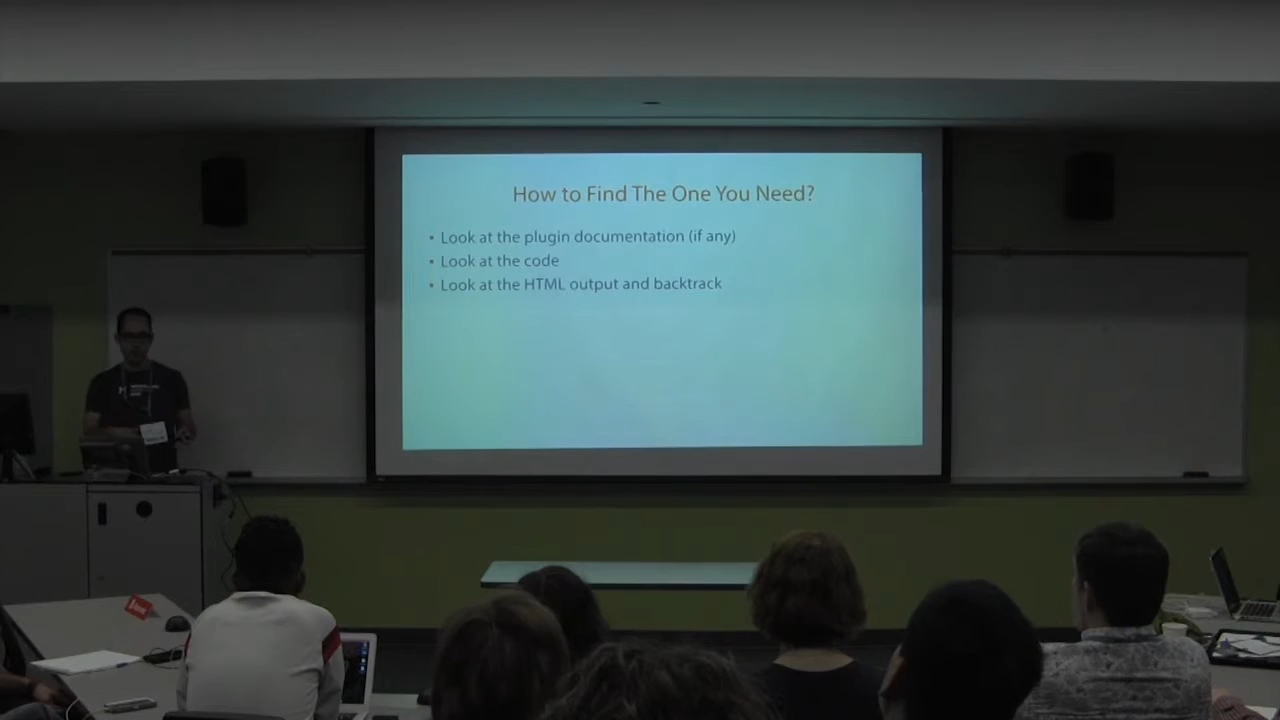 How to Find The One You Need?
• Look at the plugin documentation (if any)
• Look at the code
• Look at the HTML output and backtrack